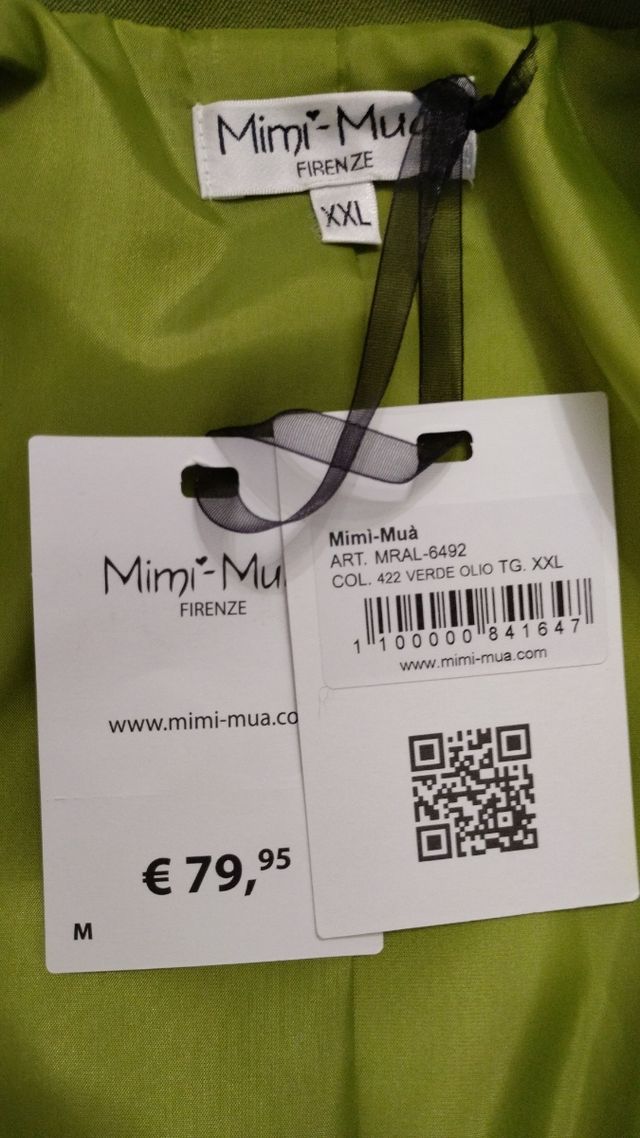 Mimi-Mua
FIRENZE
XXL
Mimi-Mu
FIRENZE
www.mimi-mua.co
€ 79,95
M
Mimì-Muà
ART. MRAL-6492
COL. 422 VERDE OLIO TG. XXL
1 100000 841647
www.mimi-mua.com